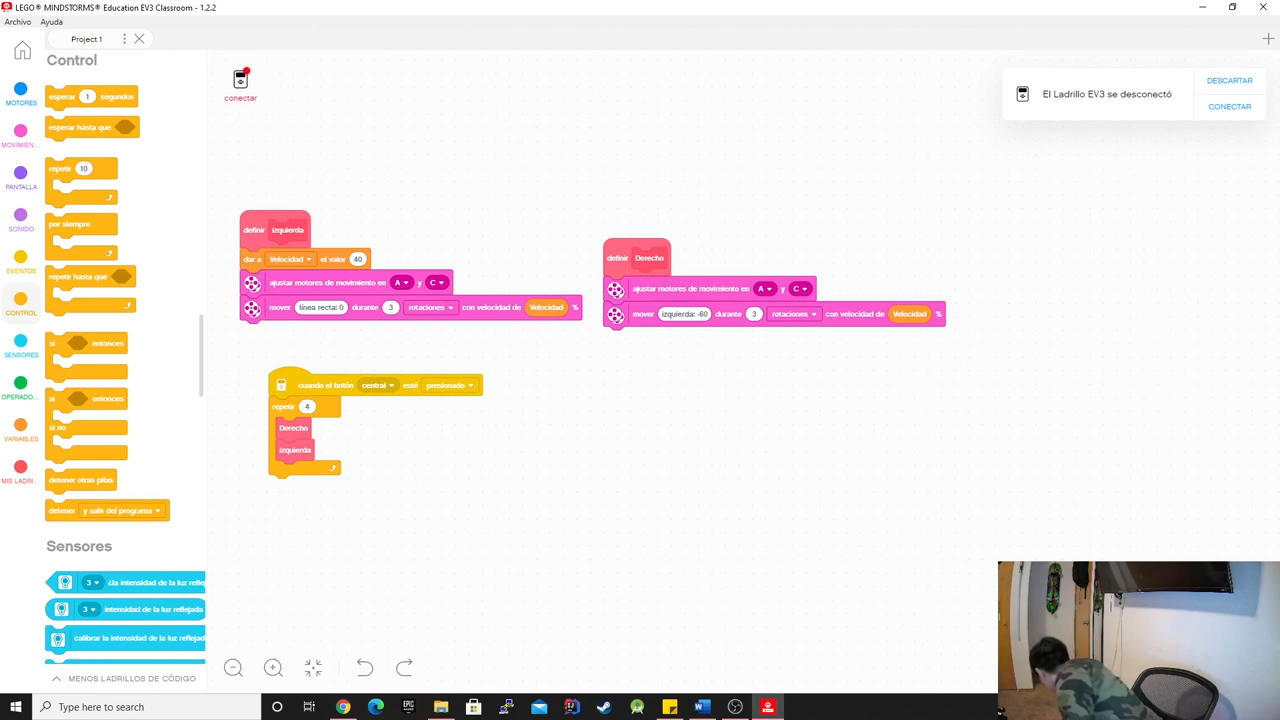 LEGO® MINDSTORMS® Education EV3 Classroom - 1.2.2
Archivo Ayuda
Project 1
Control
conectar
El Ladrillo EV3 se desconectó
DESCARTAR
CONECTAR
MOTORES
MOVIMIEN...
PANTALLA
SONIDO
EVENTOS
CONTROL
SENSORES
OPERADO...
VARIABLES
MIS LADRI...
esperar 1 segundos
esperar hasta que
repetir 10
por siempre
repetir hasta que
si entonces
si entonces
si no
detener otras pilas
detener y salir del programa
Sensores
3 ¿la intensidad de la luz reflej
3 intensidad de la luz reflejada
calibrar la intensidad de la luz reflejad
MENOS LADRILLOS DE CÓDIGO
definir izquierda
dar a Velocidad el valor 40
ajustar motores de movimiento en A y C
mover línea recta: 0 durante 3 rotaciones con velocidad de Velocidad %
definir Derecho
ajustar motores de movimiento en A y C
mover izquierda: -60 durante 3 rotaciones con velocidad de Velocidad %
cuando el botón central esté presionado
repetir 4
Derecho
izquierda
Type here to search